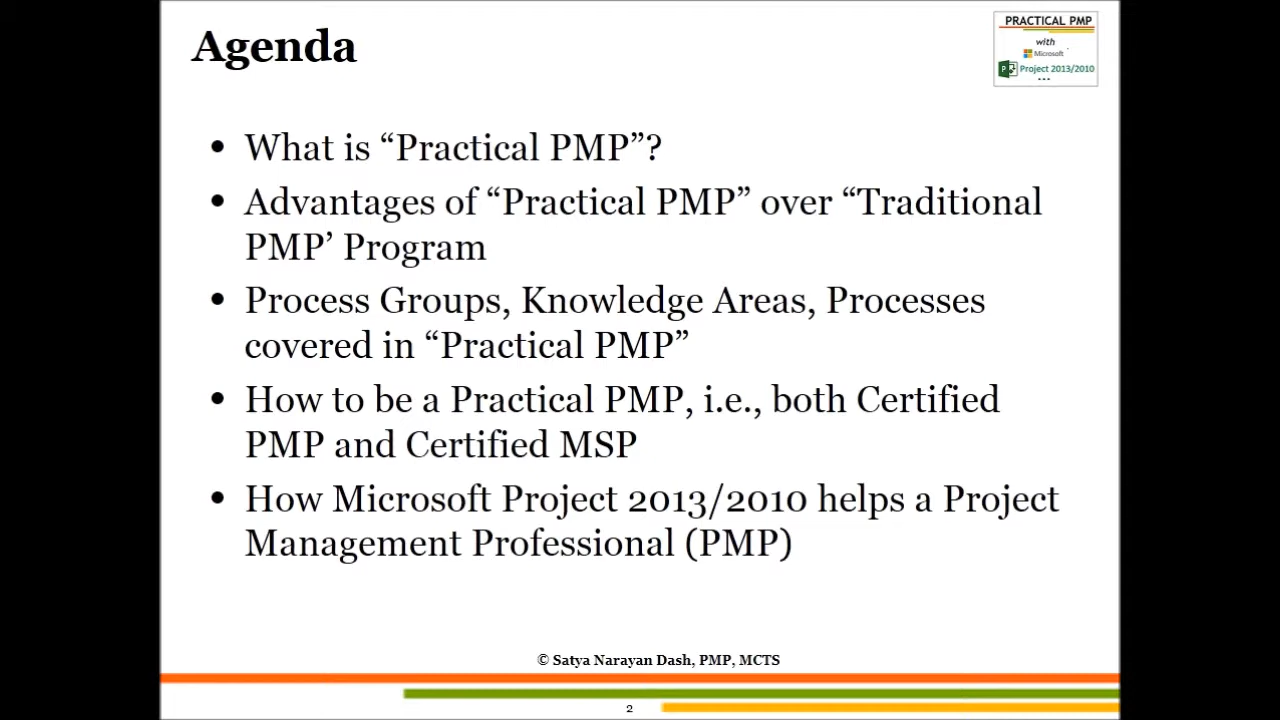 Agenda
PRACTICAL PMP
with
Microsoft
Project 2013/2010
...
• What is “Practical PMP”?
• Advantages of “Practical PMP” over “Traditional
PMP’ Program
• Process Groups, Knowledge Areas, Processes
covered in “Practical PMP”
• How to be a Practical PMP, i.e., both Certified
PMP and Certified MSP
• How Microsoft Project 2013/2010 helps a Project
Management Professional (PMP)
© Satya Narayan Dash, PMP, MCTS
2